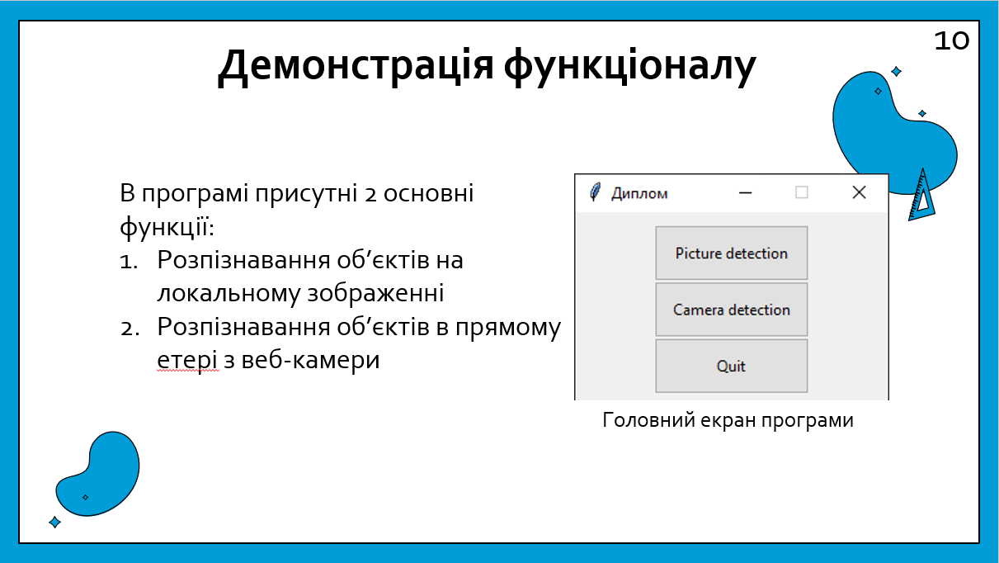 10
Демонстрація функціоналу
В програмі присутні 2 основні
функції:
1. Розпізнавання об’єктів на
локальному зображенні
2. Розпізнавання об’єктів в прямому
етері з веб-камери
Диплом
Picture detection
Camera detection
Quit
Головний екран програми